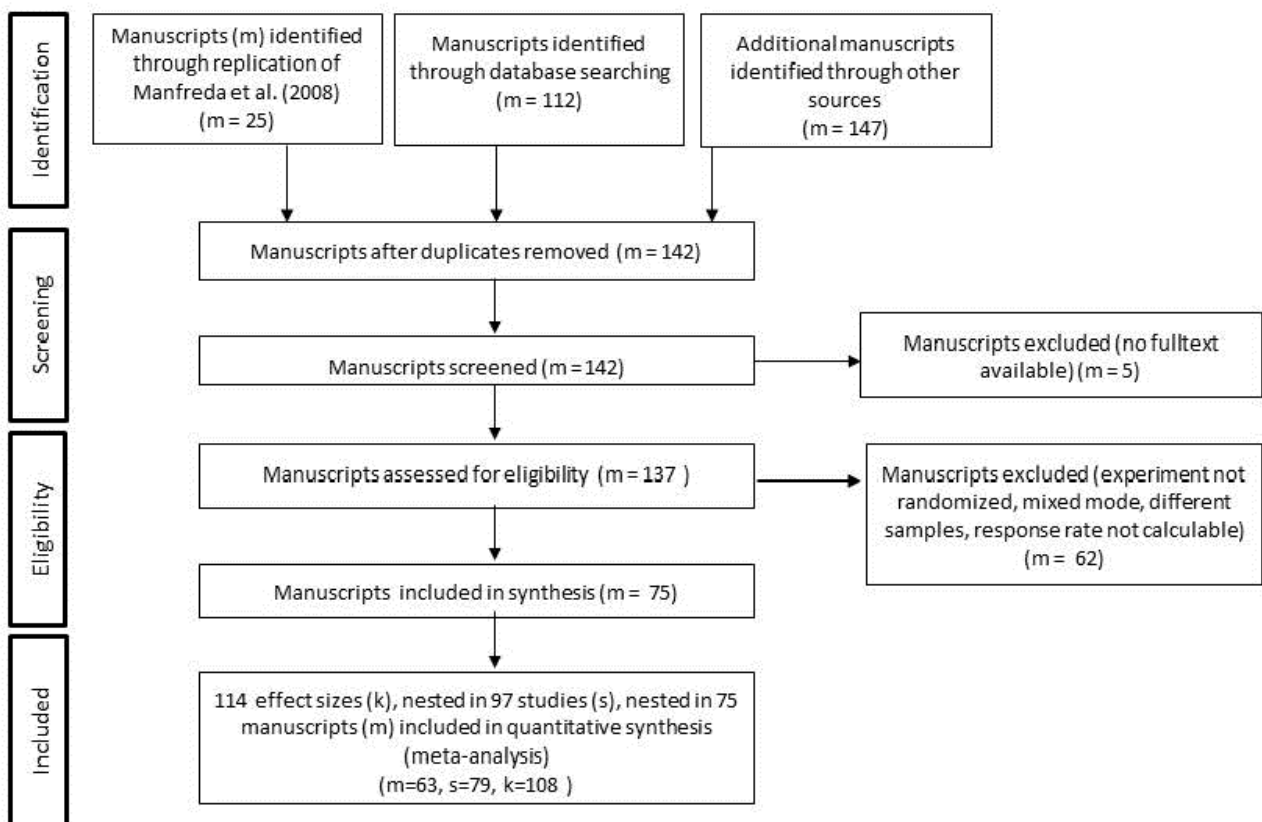 Identification
Manuscripts (m) identified
through replication of
Manfreda et al. (2008)
(m = 25)
Manuscripts identified
through database searching
(m = 112)
Additional manuscripts
identified through other
sources
(m = 147)
Screening
Manuscripts after duplicates removed (m = 142)
Manuscripts screened (m = 142)
Manuscripts excluded (no fulltext
available) (m = 5)
Eligibility
Manuscripts assessed for eligibility (m = 137 )
Manuscripts excluded (experiment not
randomized, mixed mode, different
samples, response rate not calculable)
(m = 62)
Manuscripts included in synthesis (m = 75)
Included
114 effect sizes (k), nested in 97 studies (s), nested in 75
manuscripts (m) included in quantitative synthesis
(meta-analysis)
(m=63, s=79, k=108 )